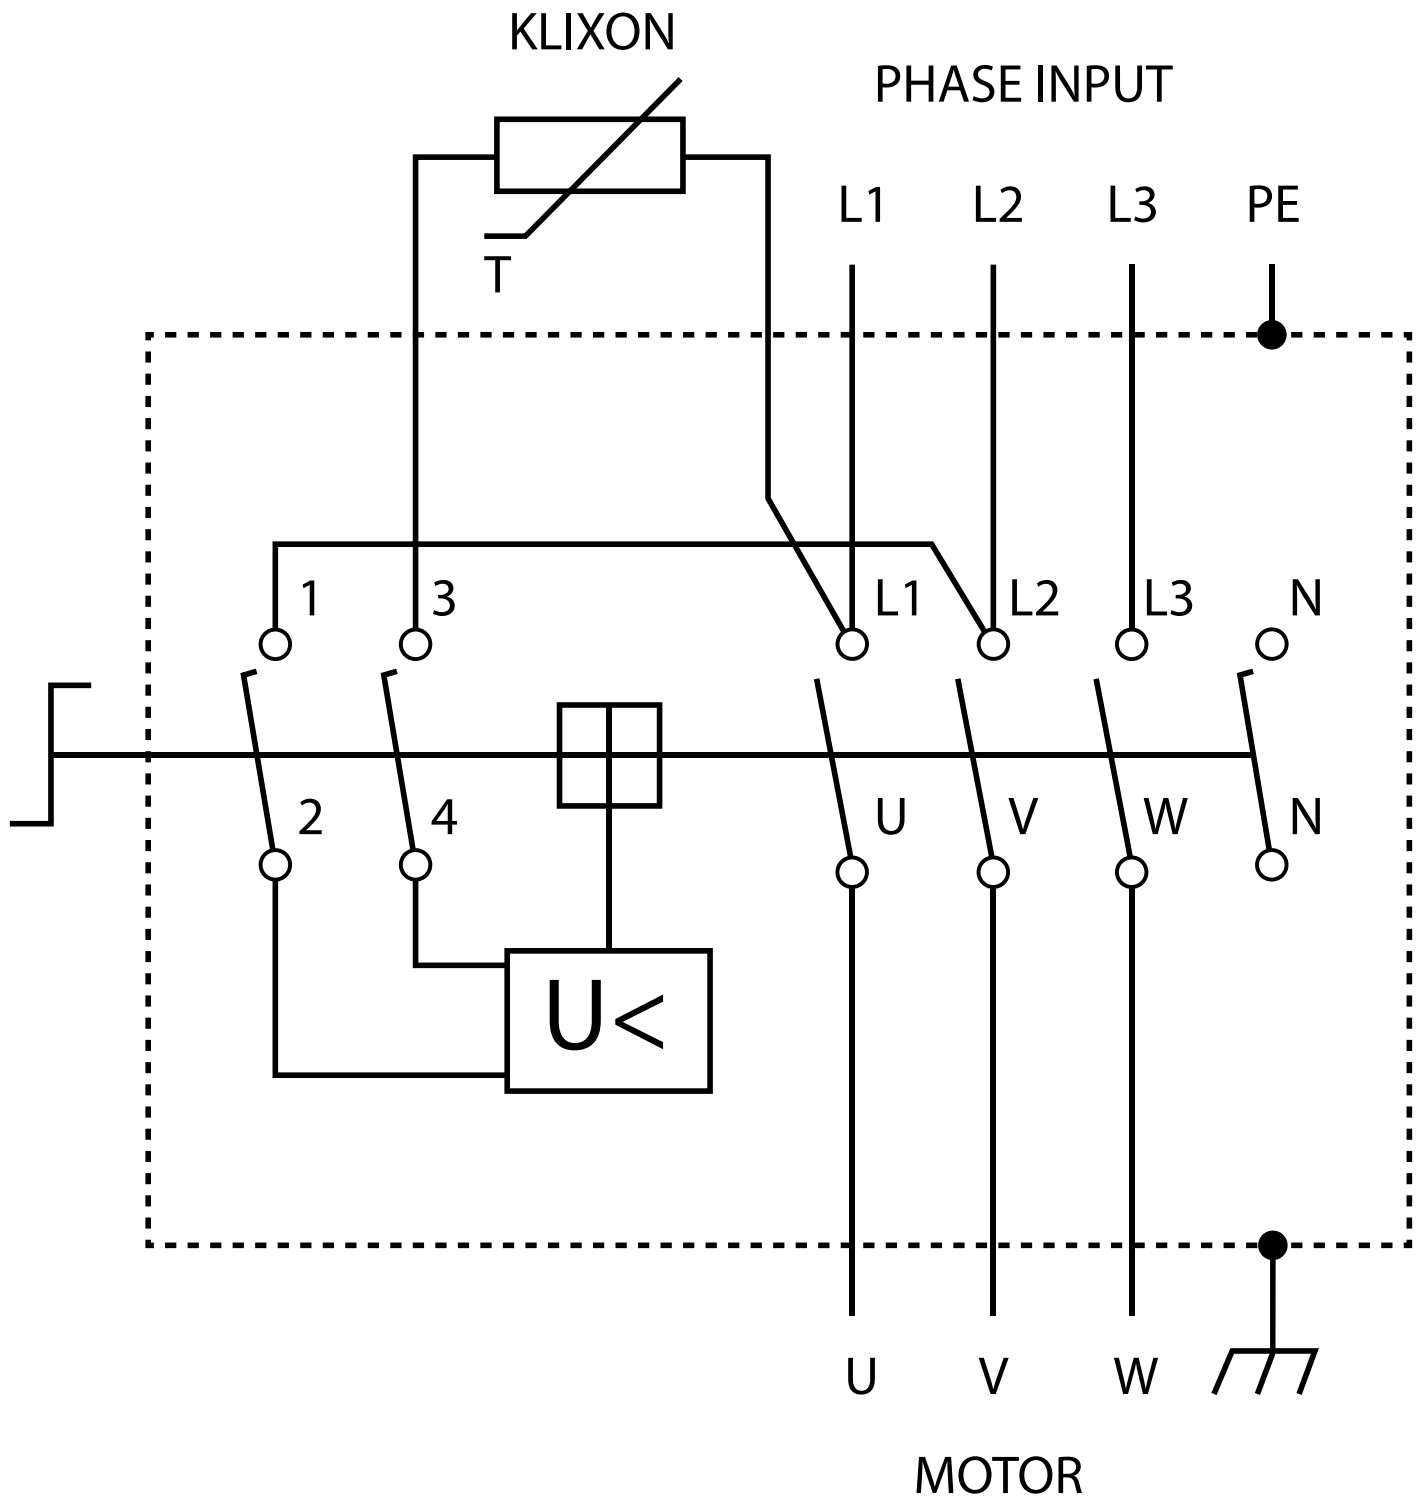 KLIXON
PHASE INPUT
L1 L2 L3 PE
T
1 3 L1 L2 L3 N
2 4 U V W N
U<
U V W
MOTOR